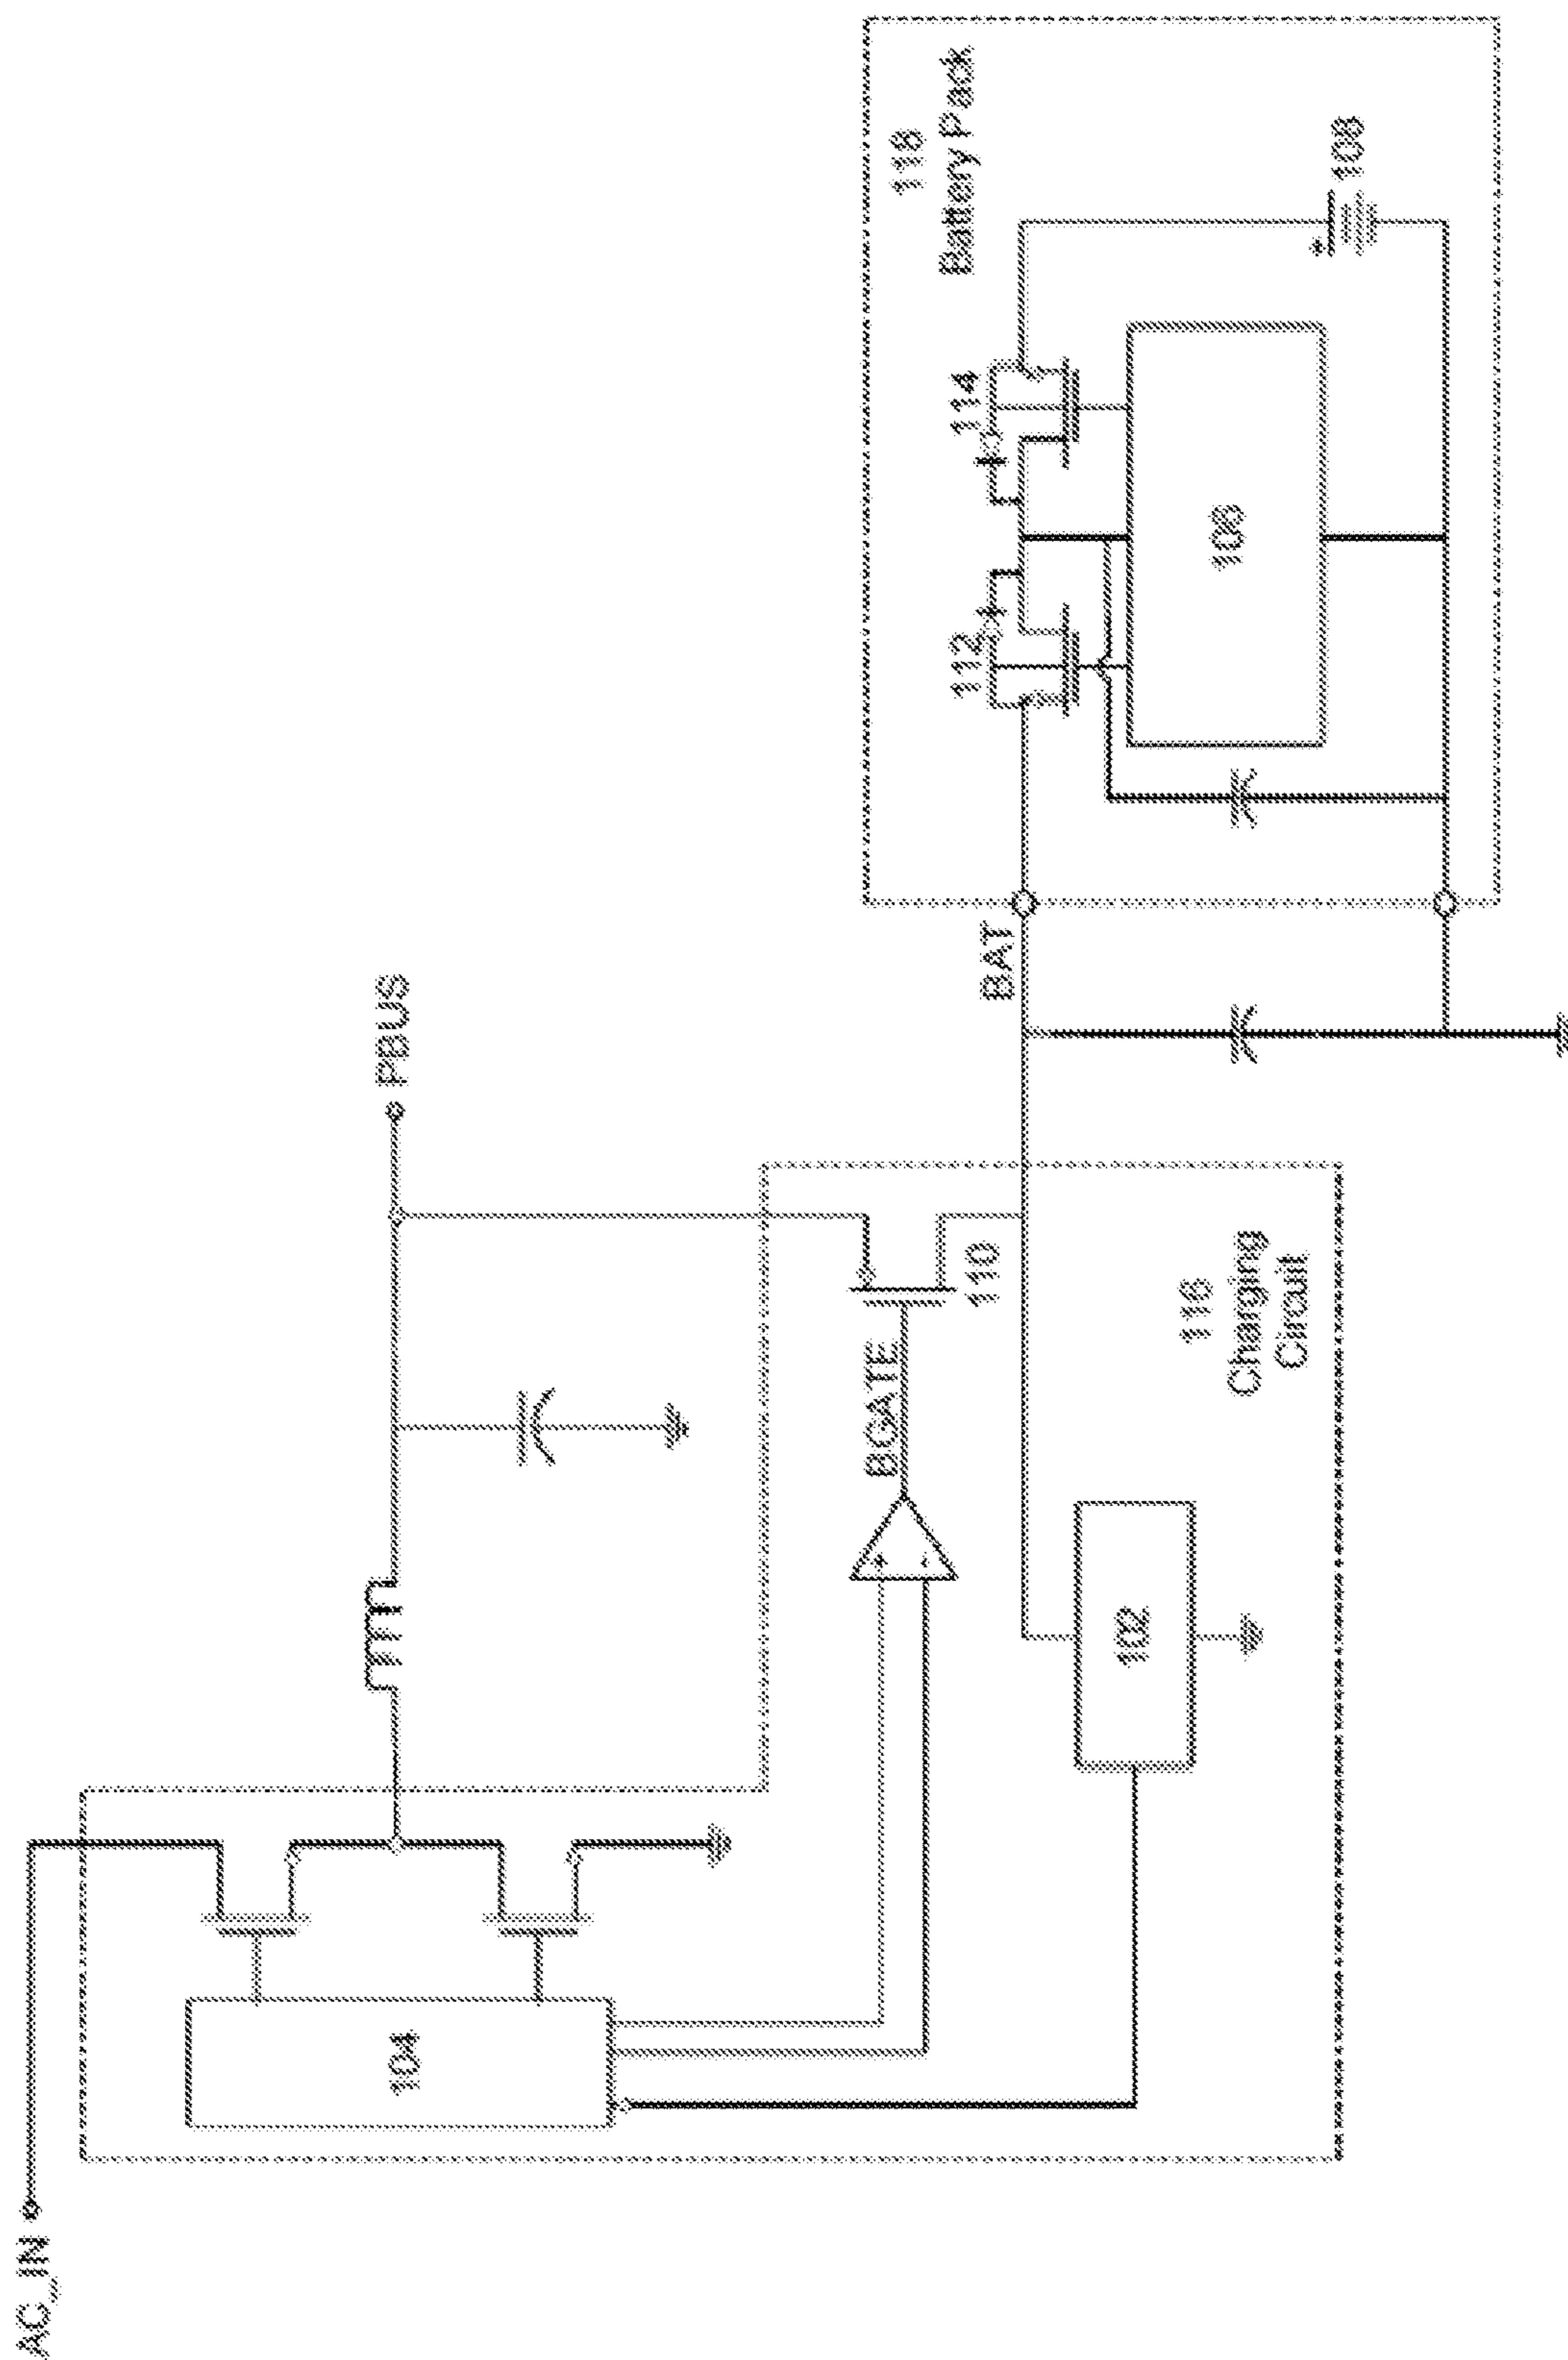 AC_IN
104
PBUS
BGATE
110
102
116
Charging
Circuit
BAT
118
Battery Pack
112
114
106
108